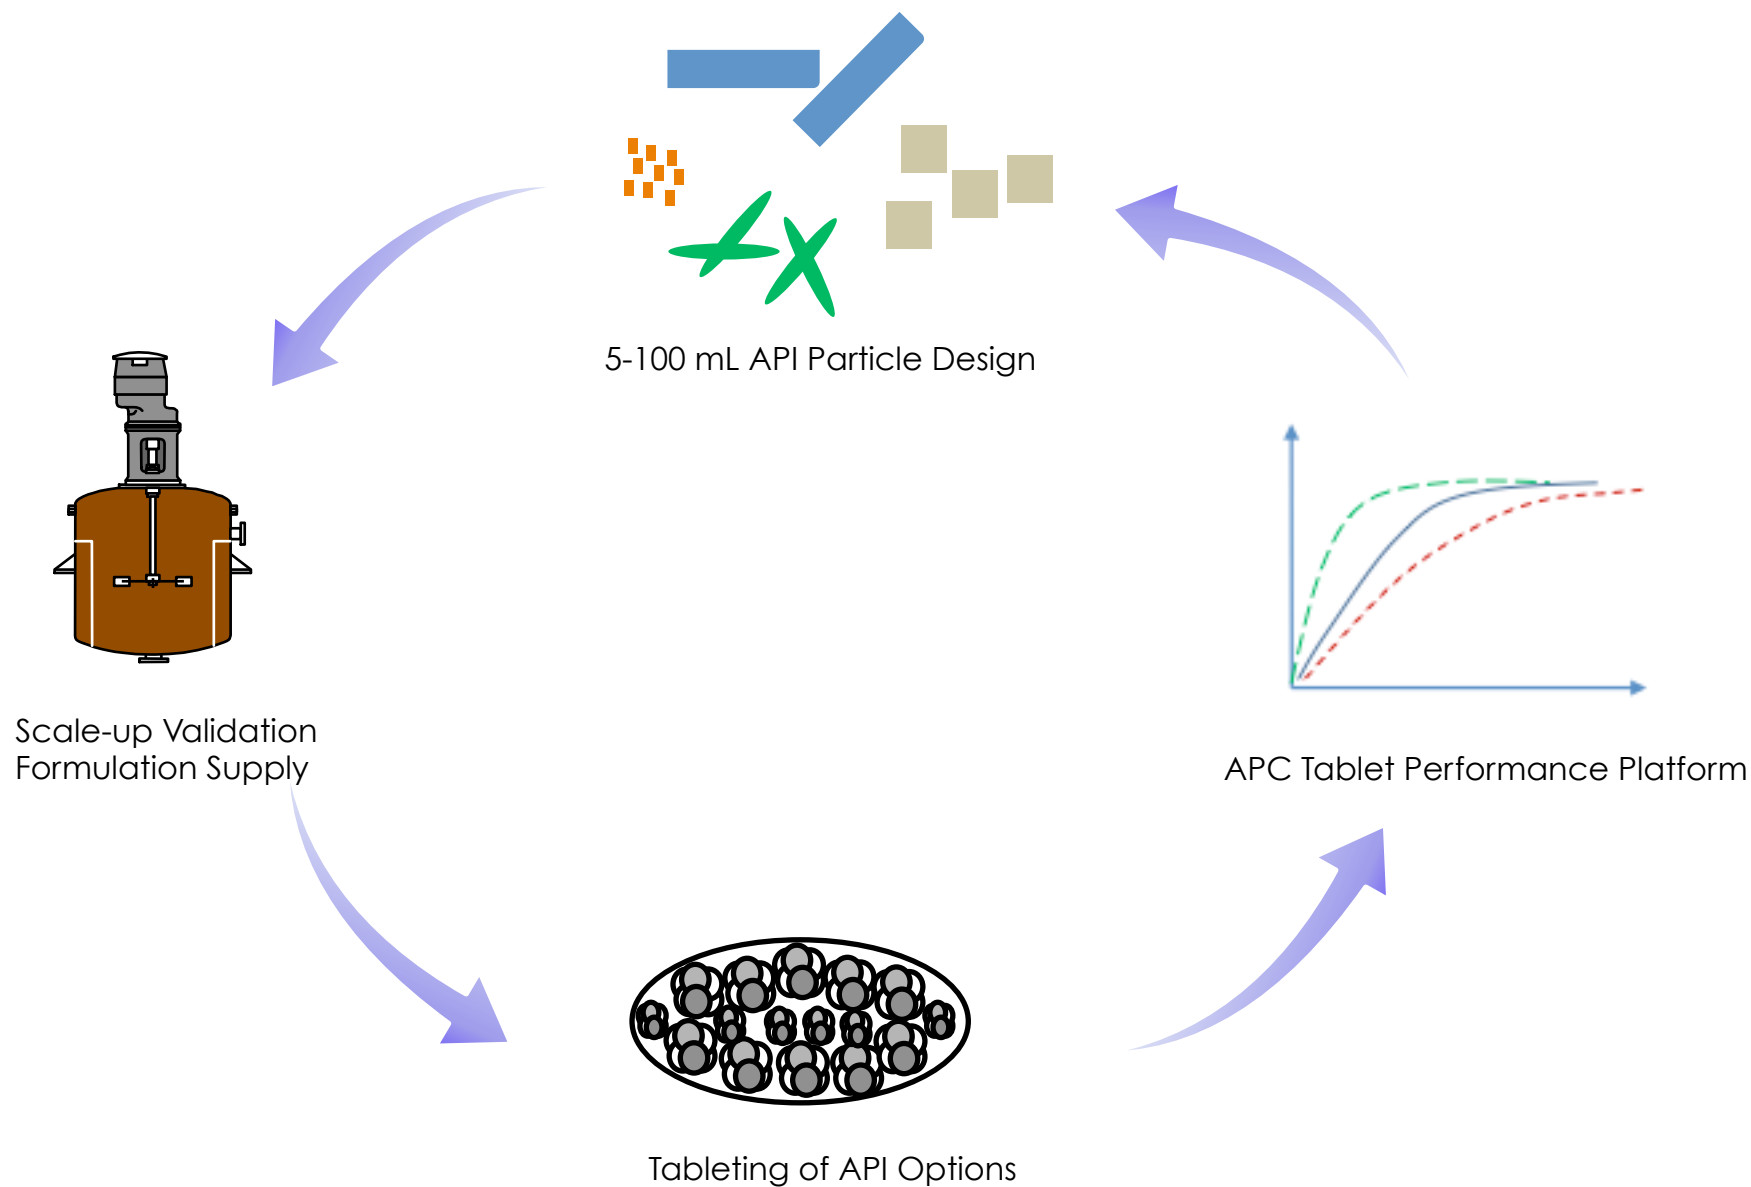 5-100 mL API Particle Design
Scale-up Validation
Formulation Supply
APC Tablet Performance Platform
Tableting of API Options